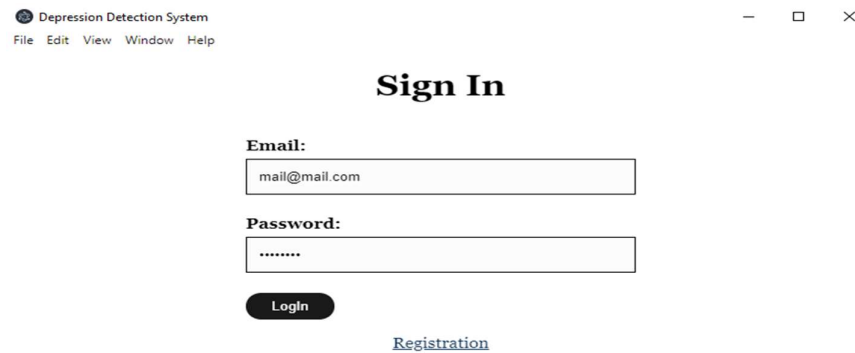 Depression Detection System
File Edit View Window Help
Sign In
Email:
mail@mail.com
Password:
••••••••
LogIn
Registration